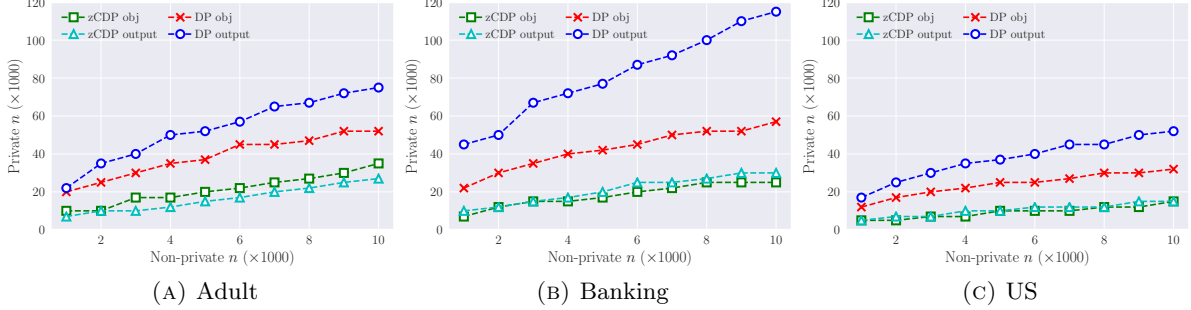 120
100
80
60
40
20
0
Private n (×1000)
zCDP obj
zCDP output
DP obj
DP output
2 4 6 8 10
Non-private n (×1000)
(A) Adult
120
100
80
60
40
20
0
Private n (×1000)
zCDP obj
zCDP output
DP obj
DP output
2 4 6 8 10
Non-private n (×1000)
(B) Banking
120
100
80
60
40
20
0
Private n (×1000)
zCDP obj
zCDP output
DP obj
DP output
2 4 6 8 10
Non-private n (×1000)
(C) US